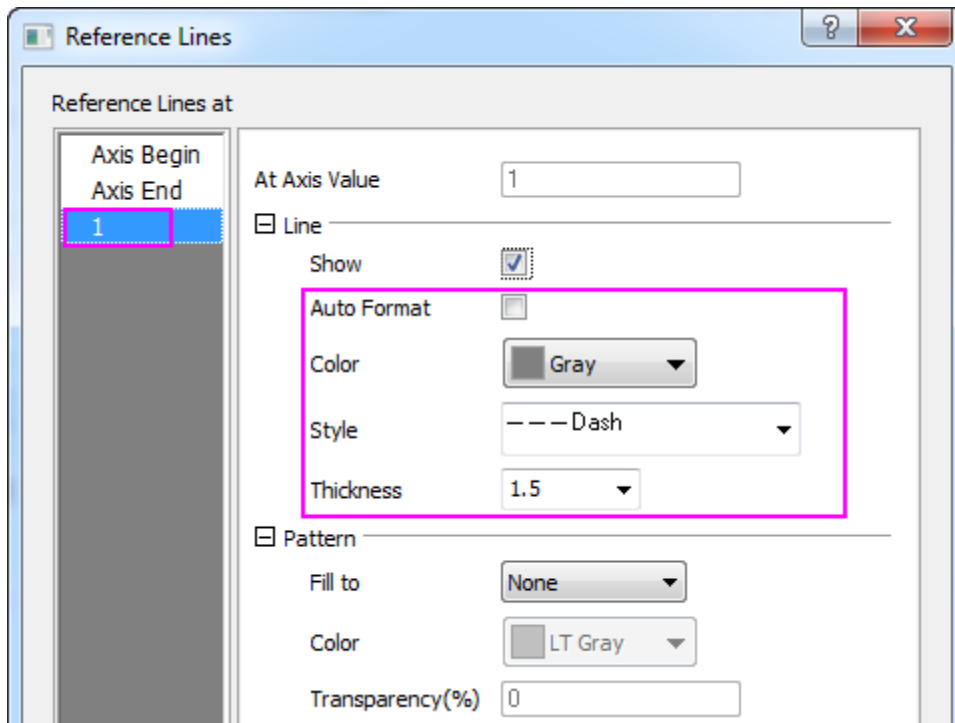 Reference Lines
?
Reference Lines at
Axis Begin
Axis End
1
At Axis Value 1
Line
Show
Auto Format
Color Gray
Style ---Dash
Thickness 1.5
Pattern
Fill to None
Color LT Gray
Transparency(%) 0